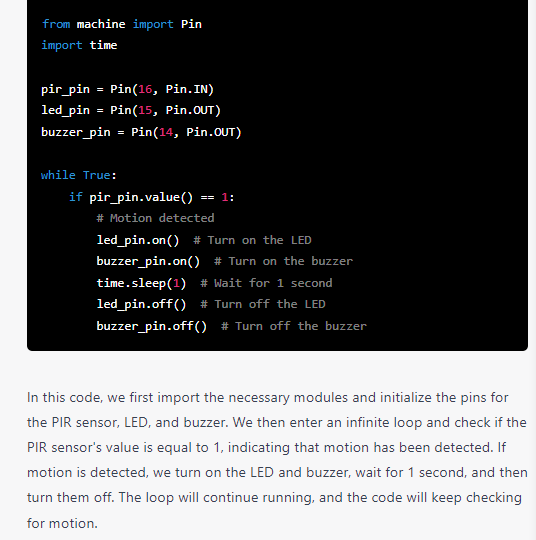 from machine import Pin
import time

pir_pin = Pin(16, Pin.IN)
led_pin = Pin(15, Pin.OUT)
buzzer_pin = Pin(14, Pin.OUT)

while True:
    if pir_pin.value() == 1:
        # Motion detected
        led_pin.on()  # Turn on the LED
        buzzer_pin.on()  # Turn on the buzzer
        time.sleep(1)  # Wait for 1 second
        led_pin.off()  # Turn off the LED
        buzzer_pin.off()  # Turn off the buzzer

In this code, we first import the necessary modules and initialize the pins for
the PIR sensor, LED, and buzzer. We then enter an infinite loop and check if the
PIR sensor's value is equal to 1, indicating that motion has been detected. If
motion is detected, we turn on the LED and buzzer, wait for 1 second, and then
turn them off. The loop will continue running, and the code will keep checking
for motion.